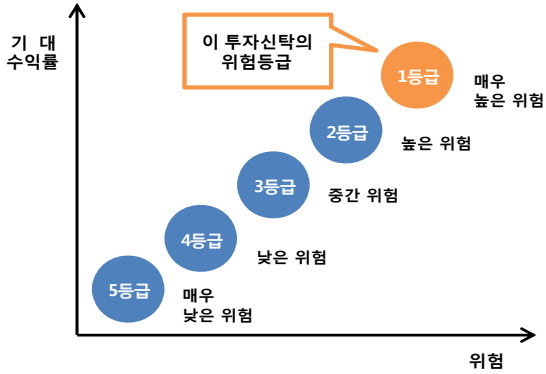 기 대
수익률
이 투자신탁의
위험등급
1등급
매우
높은 위험
2등급
높은 위험
3등급
중간 위험
4등급
낮은 위험
5등급
매우
낮은 위험
위험